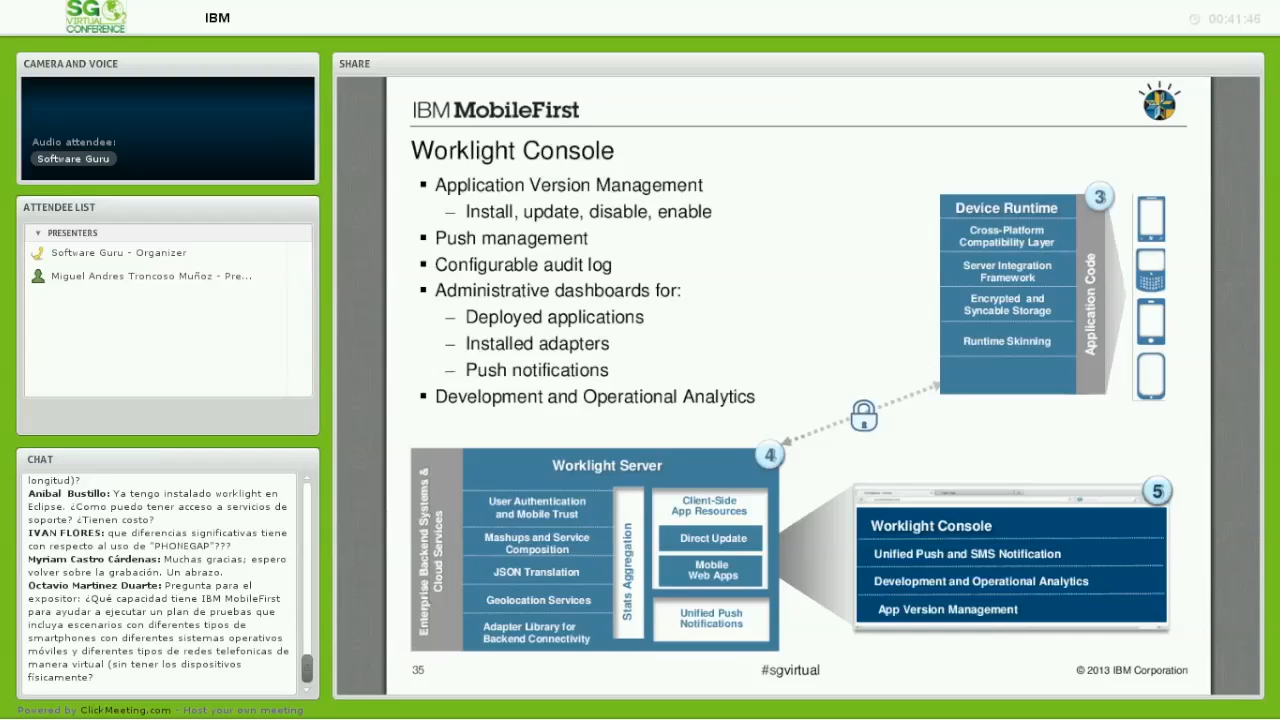 SG
VIRTUAL
CONFERENCE
IBM
00:41:46
CAMERA AND VOICE
Audio attendee:
Software Guru
ATTENDEE LIST
PRESENTERS
Software Guru - Organizer
Miguel Andres Troncoso Muñoz - Pre...
CHAT
longitud)?
Anibal Bustillo: Ya tengo instalado worklight en
Eclipse. ¿Como puedo tener acceso a servicios de
soporte? ¿Tienen costo?
IVAN FLORES: que diferencias significativas tiene
con respecto al uso de "PHONEGAP"???
Myriam Castro Cárdenas: Muchas gracias; espero
volver sobre la grabación. Un abrazo.
Octavio Martinez Duarte: Pregunta para el
expositor: ¿Qué capacidad tiene IBM MobileFirst
para ayudar a ejecutar un plan de pruebas que
incluya escenarios con diferentes tipos de
smartphones con diferentes sistemas operativos
móviles y diferentes tipos de redes telefonicas de
manera virtual (sin tener los dispositivos
físicamente?
Powered by ClickMeeting.com - Host your own meeting
SHARE
IBM MobileFirst
Worklight Console
▪ Application Version Management
– Install, update, disable, enable
▪ Push management
▪ Configurable audit log
▪ Administrative dashboards for:
– Deployed applications
– Installed adapters
– Push notifications
▪ Development and Operational Analytics
3
Device Runtime
Cross-Platform
Compatibility Layer
Server Integration
Framework
Encrypted and
Syncable Storage
Runtime Skinning
Application Code
4
Enterprise Backend Systems &
Cloud Services
Worklight Server
User Authentication
and Mobile Trust
Mashups and Service
Composition
JSON Translation
Geolocation Services
Adapter Library for
Backend Connectivity
Stats Aggregation
Client-Side
App Resources
Direct Update
Mobile
Web Apps
Unified Push
Notifications
5
Worklight Console
Unified Push and SMS Notification
Development and Operational Analytics
App Version Management
35
#sgvirtual
© 2013 IBM Corporation